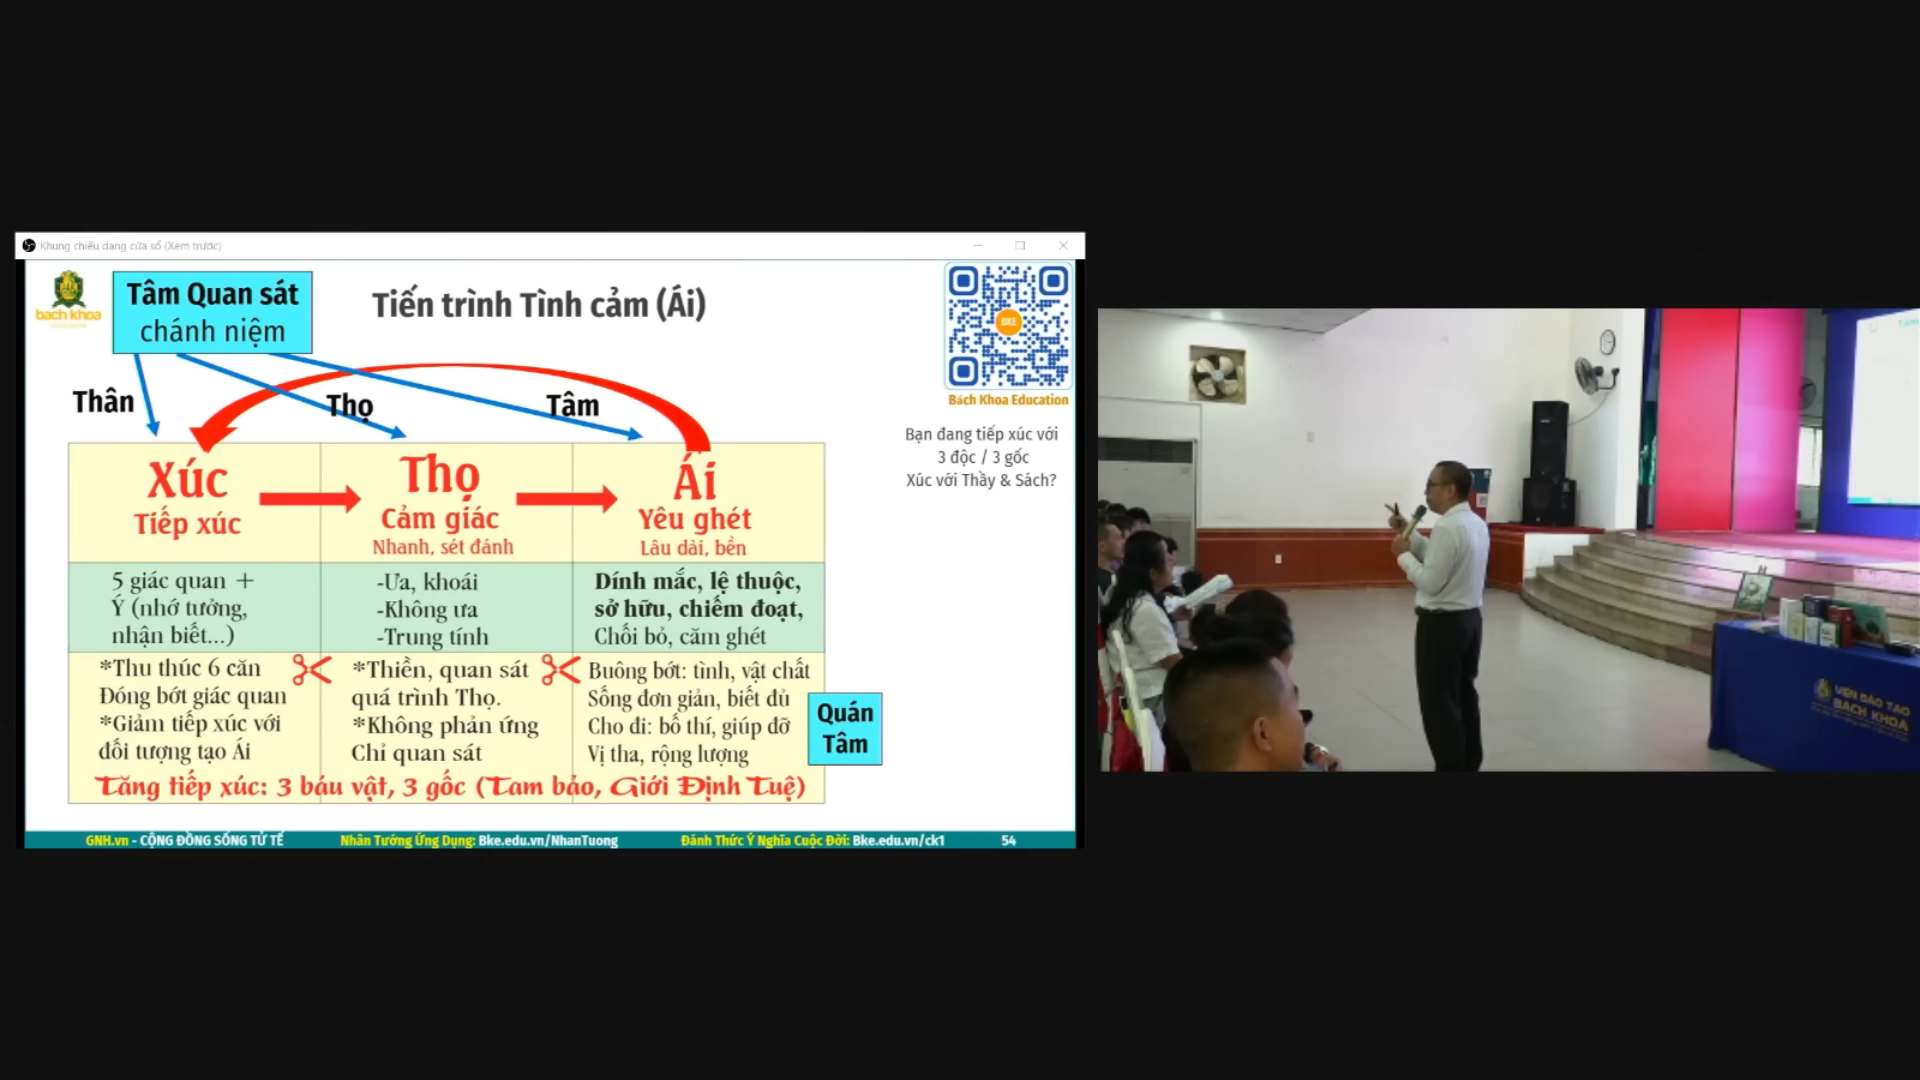 Khung chiếu dạng cửa sổ (Xem trước)
bach khoa
Tâm Quan sát
chánh niệm
Tiến trình Tình cảm (Ái)
BKE
Bách Khoa Education
Bạn đang tiếp xúc với
3 độc / 3 gốc
Xúc với Thầy & Sách?
Thân
Thọ
Tâm
Xúc
Tiếp xúc
Thọ
Cảm giác
Nhanh, sét đánh
Ái
Yêu ghét
Lâu dài, bền
5 giác quan +
Ý (nhớ tưởng,
nhận biết...)
-Ưa, khoái
-Không ưa
-Trung tính
Dính mắc, lệ thuộc,
sở hữu, chiếm đoạt,
Chối bỏ, căm ghét
*Thu thúc 6 căn
Đóng bớt giác quan
*Giảm tiếp xúc với
đối tượng tạo Ái
*Thiền, quan sát
quá trình Thọ.
*Không phản ứng
Chỉ quan sát
Buông bớt: tình, vật chất
Sống đơn giản, biết đủ
Cho đi: bố thí, giúp đỡ
Vị tha, rộng lượng
Quán
Tâm
Tăng tiếp xúc: 3 báu vật, 3 gốc (Tam bảo, Giới Định Tuệ)
GNH.vn - CỘNG ĐỒNG SỐNG TỬ TẾ
Nhân Tướng Ứng Dụng: Bke.edu.vn/NhanTuong
Đánh Thức Ý Nghĩa Cuộc Đời: Bke.edu.vn/ck1
54
VIỆN ĐÀO TẠO
BÁCH KHOA